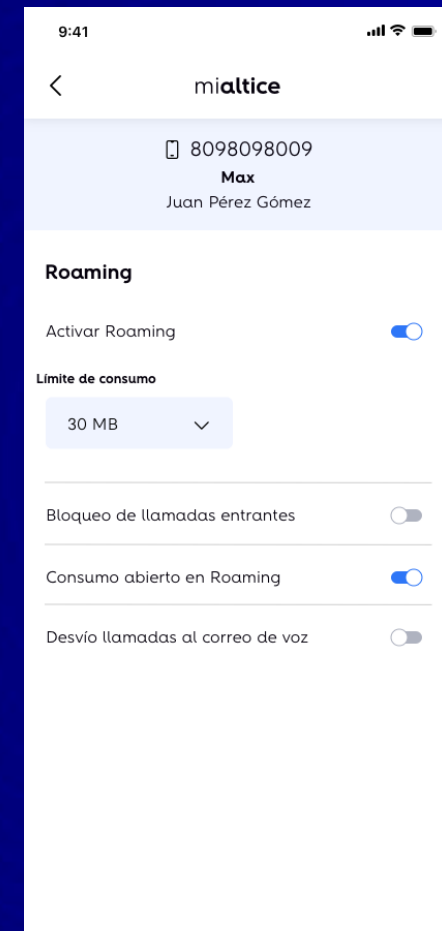 9:41
mialtice
8098098009
Max
Juan Pérez Gómez
Roaming
Activar Roaming
Límite de consumo
30 MB
Bloqueo de llamadas entrantes
Consumo abierto en Roaming
Desvío llamadas al correo de voz